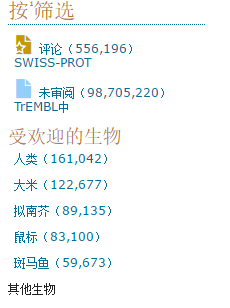 按‘筛选
评论（556,196）
SWISS-PROT
未审阅（98,705,220）
TrEMBL中
受欢迎的生物
人类（161,042）
大米（122,677）
拟南芥（89,135）
鼠标（83,100）
斑马鱼（59,673）
其他生物